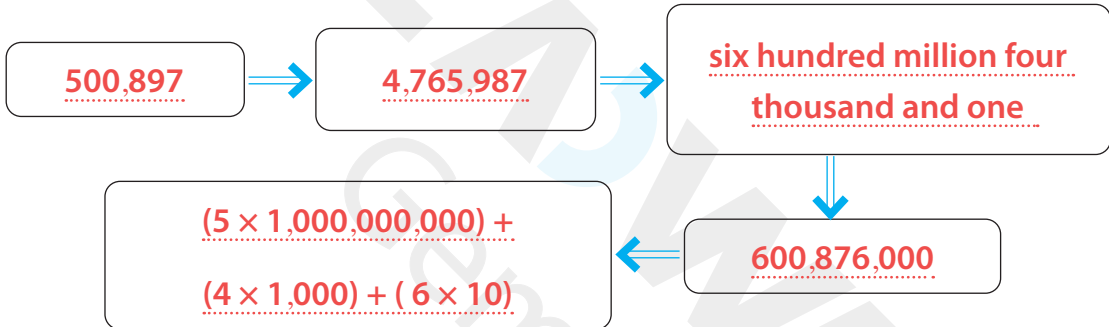 500,897
4,765,987
six hundred million four
thousand and one
600,876,000
(5 × 1,000,000,000) +
(4 × 1,000) + ( 6 × 10)